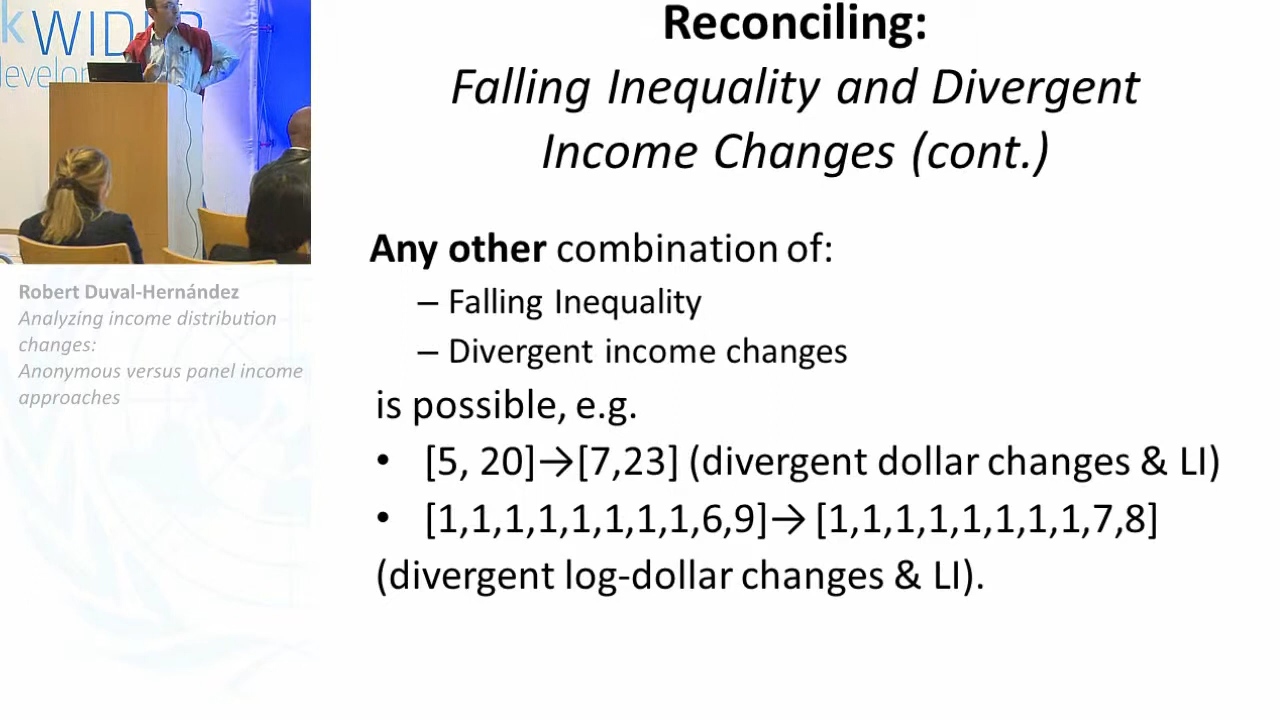 k WIDER
develo
Reconciling:
Falling Inequality and Divergent
Income Changes (cont.)
Any other combination of:
– Falling Inequality
– Divergent income changes
is possible, e.g.
• [5, 20]→[7,23] (divergent dollar changes & LI)
• [1,1,1,1,1,1,1,1,6,9]→ [1,1,1,1,1,1,1,1,7,8]
(divergent log-dollar changes & LI).
Robert Duval-Hernández
Analyzing income distribution
changes:
Anonymous versus panel income
approaches